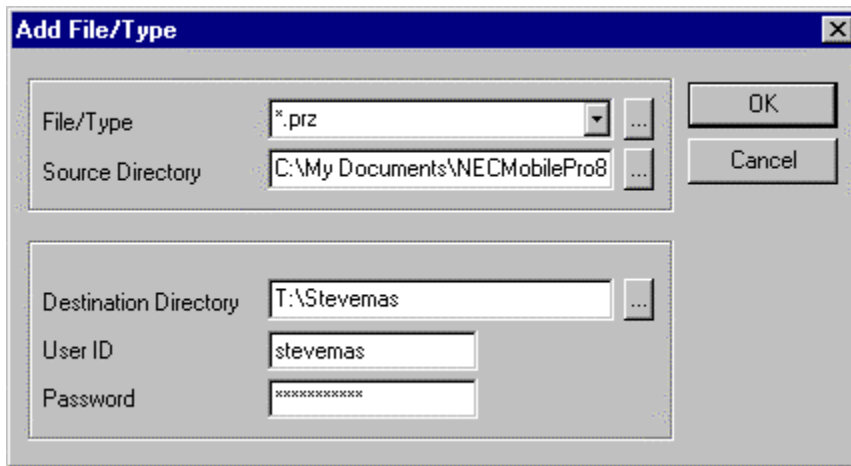 Add File/Type
File/Type *.prz ... OK
Source Directory C:\My Documents\NECMobilePro8 ... Cancel
Destination Directory T:\Stevemas ...
User ID stevemas
Password ***********